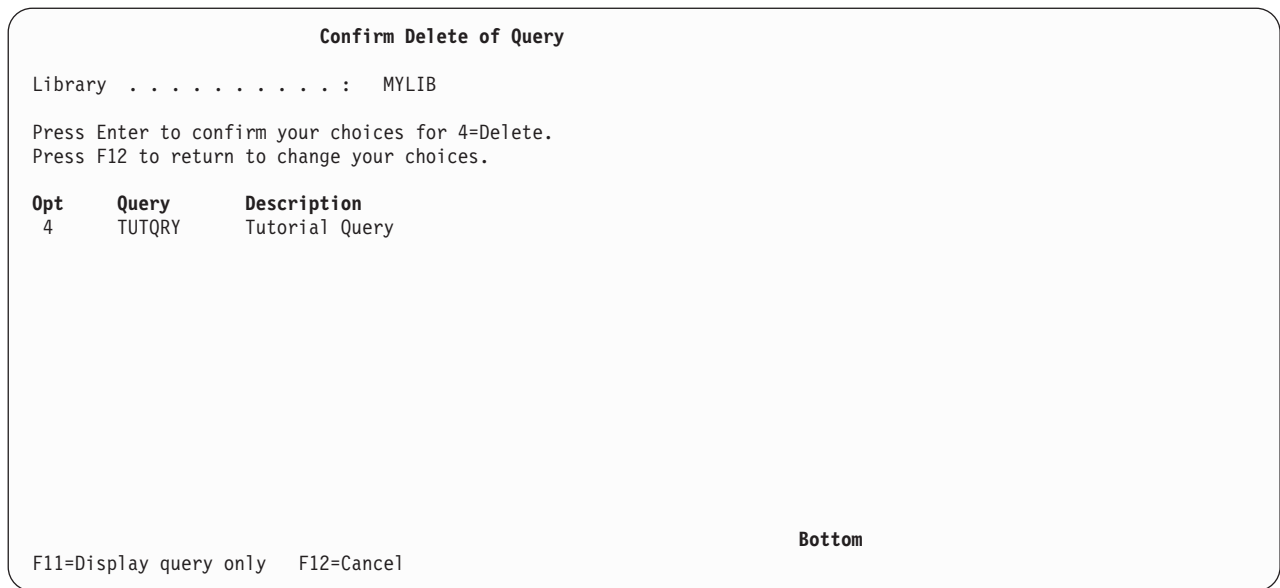 Confirm Delete of Query
Library . . . . . . . . . . : MYLIB
Press Enter to confirm your choices for 4=Delete.
Press F12 to return to change your choices.
Opt Query Description
4 TUTQRY Tutorial Query
Bottom
F11=Display query only F12=Cancel